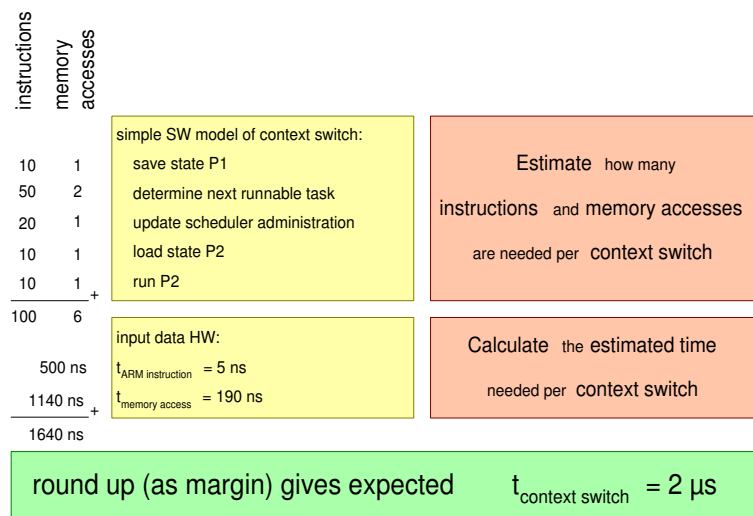 instructions
memory
accesses
simple SW model of context switch:
10 1 save state P1
50 2 determine next runnable task
20 1 update scheduler administration
10 1 load state P2
10 1 run P2
+
100 6
Estimate how many
instructions and memory accesses
are needed per context switch
input data HW:
500 ns t ARM instruction = 5 ns
1140 ns + t memory access = 190 ns
1640 ns
Calculate the estimated time
needed per context switch
round up (as margin) gives expected t context switch = 2 µs